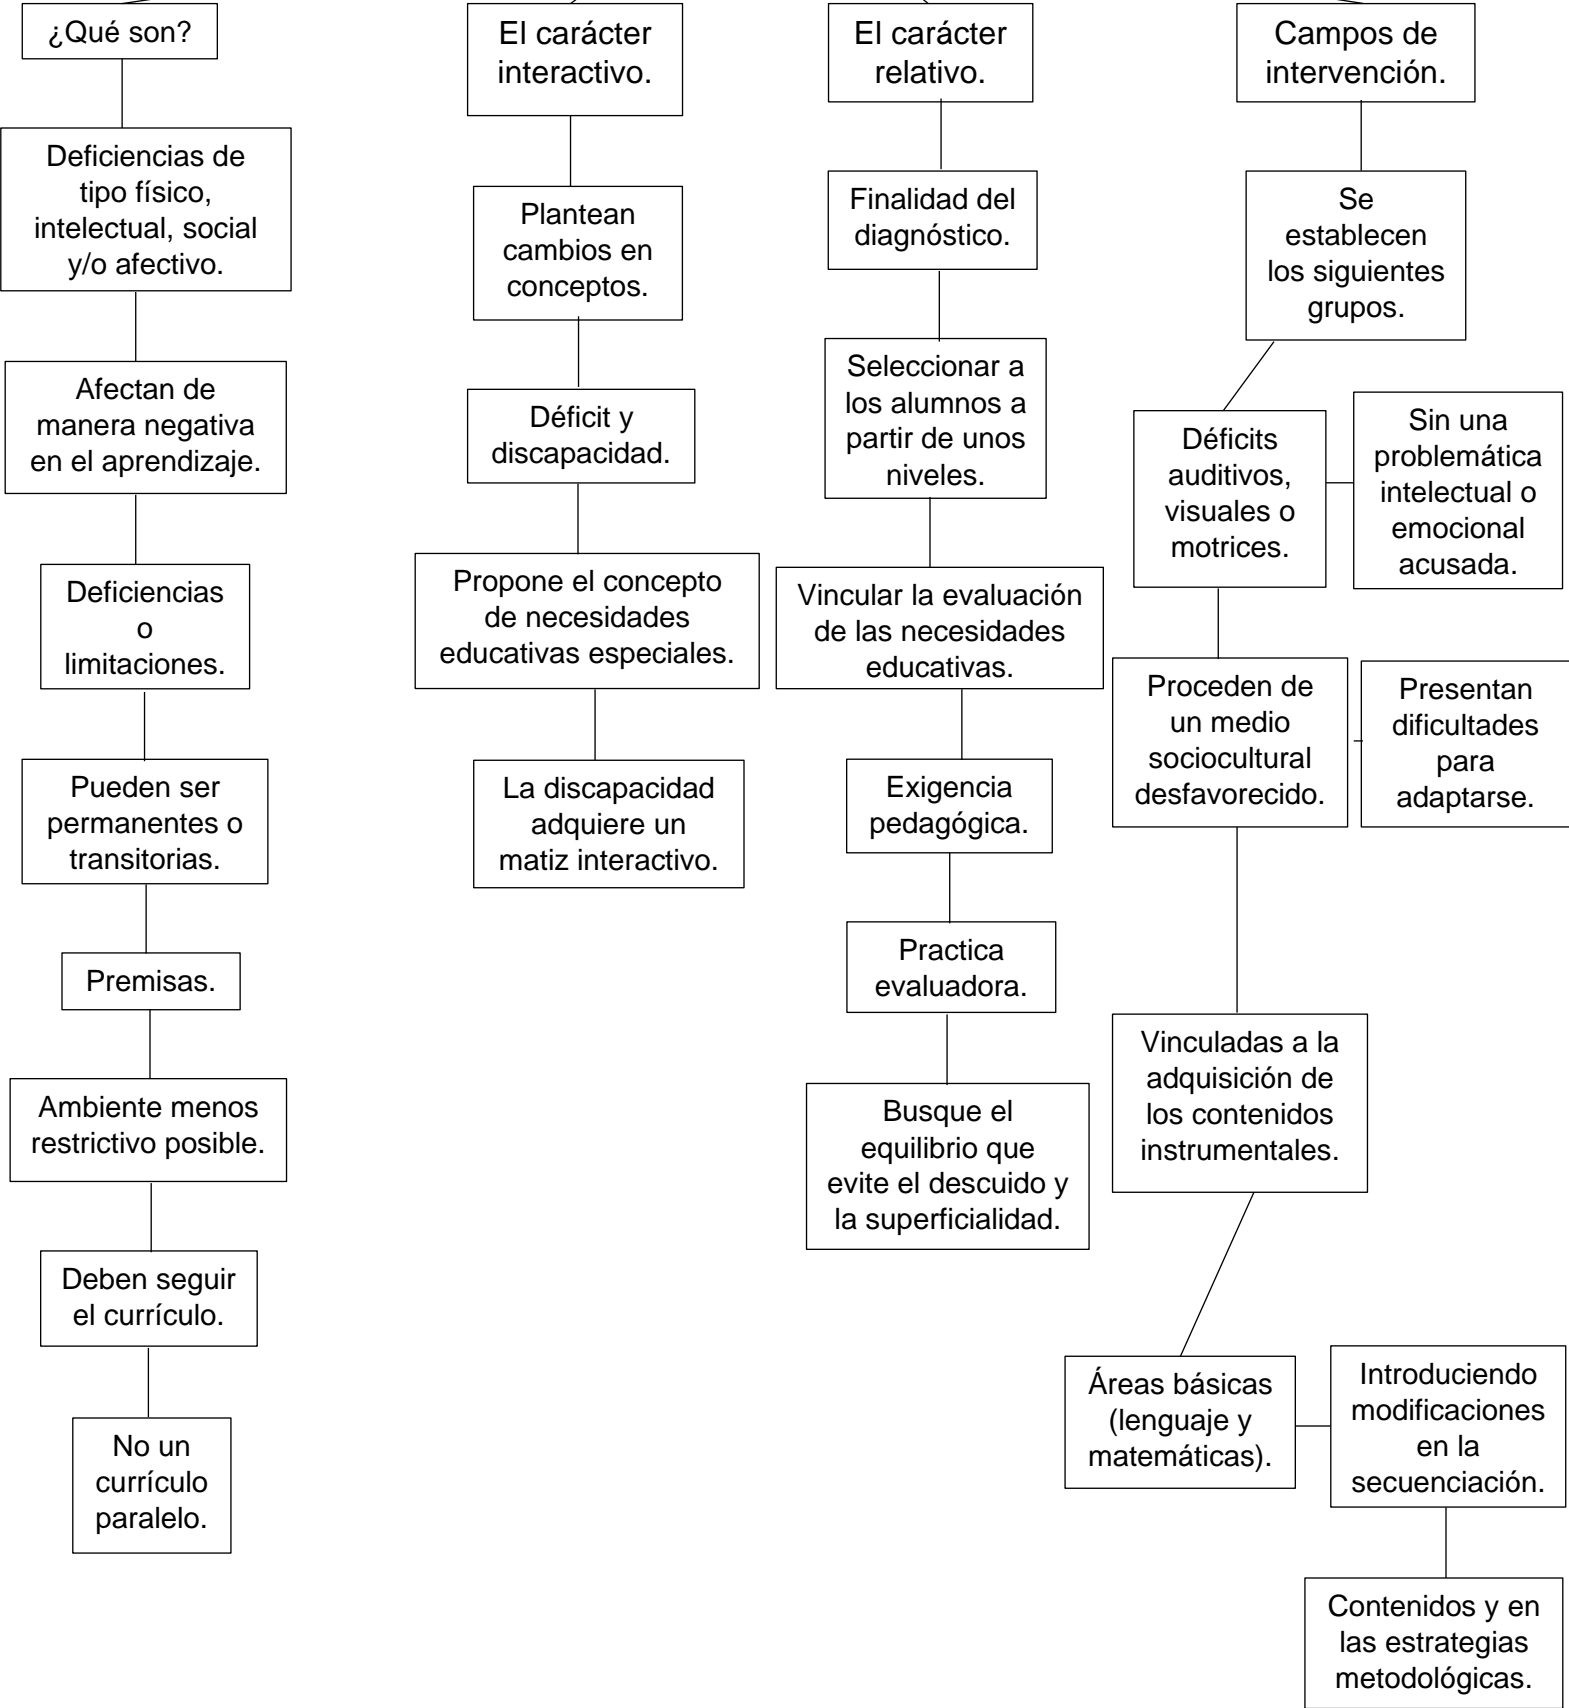 ¿Qué son?
Deficiencias de
tipo físico,
intelectual, social
y/o afectivo.
Afectan de
manera negativa
en el aprendizaje.
Deficiencias
o
limitaciones.
Pueden ser
permanentes o
transitorias.
Premisas.
Ambiente menos
restrictivo posible.
Deben seguir
el currículo.
No un
currículo
paralelo.
El carácter
interactivo.
Plantean
cambios en
conceptos.
Déficit y
discapacidad.
Propone el concepto
de necesidades
educativas especiales.
La discapacidad
adquiere un
matiz interactivo.
El carácter
relativo.
Finalidad del
diagnóstico.
Seleccionar a
los alumnos a
partir de unos
niveles.
Vincular la evaluación
de las necesidades
educativas.
Exigencia
pedagógica.
Practica
evaluadora.
Busque el
equilibrio que
evite el descuido y
la superficialidad.
Campos de
intervención.
Se
establecen
los siguientes
grupos.
Déficits
auditivos,
visuales o
motrices.
Sin una
problemática
intelectual o
emocional
acusada.
Proceden de
un medio
sociocultural
desfavorecido.
Presentan
dificultades
para
adaptarse.
Vinculadas a la
adquisición de
los contenidos
instrumentales.
Áreas básicas
(lenguaje y
matemáticas).
Introduciendo
modificaciones
en la
secuenciación.
Contenidos y en
las estrategias
metodológicas.